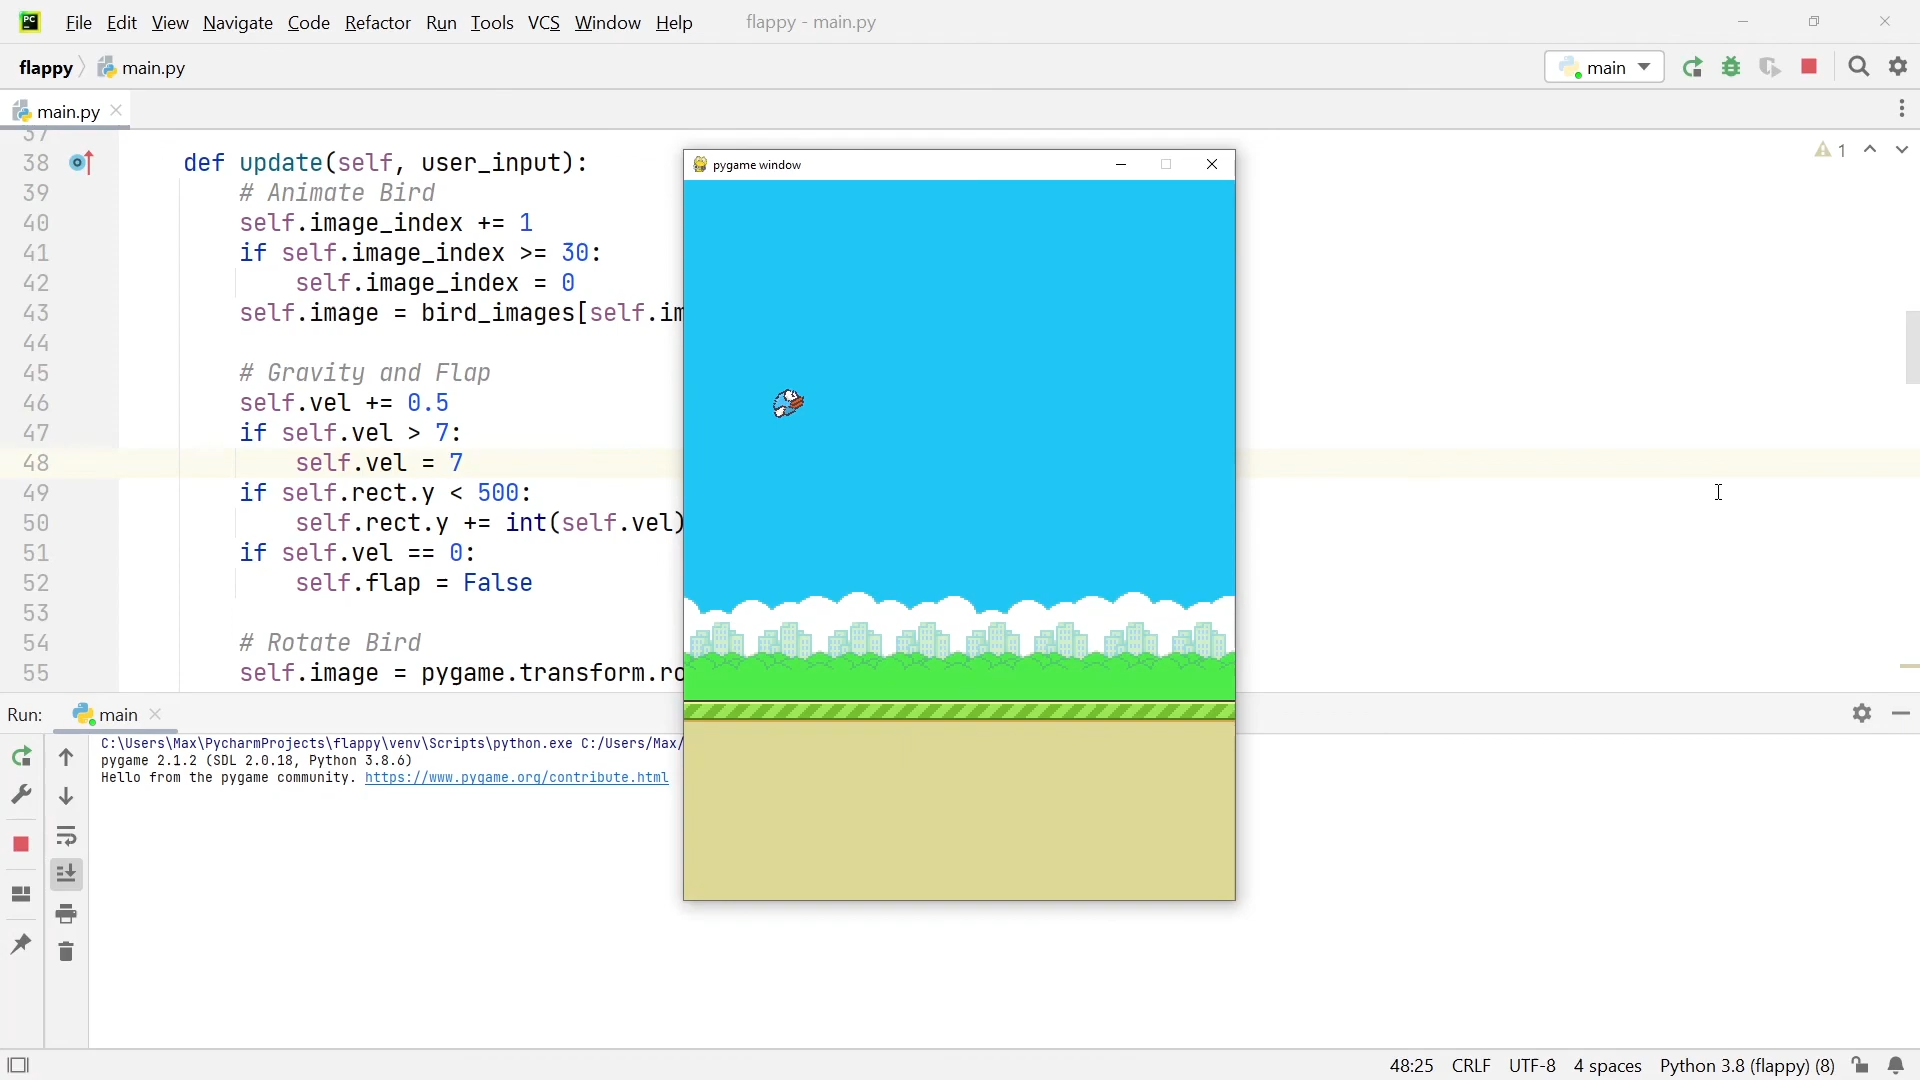 PC File Edit View Navigate Code Refactor Run Tools VCS Window Help flappy - main.py
flappy main.py main
main.py
37
38 def update(self, user_input):
39 # Animate Bird
40 self.image_index += 1
41 if self.image_index >= 30:
42 self.image_index = 0
43 self.image = bird_images[self.im
44
45 # Gravity and Flap
46 self.vel += 0.5
47 if self.vel > 7:
48 self.vel = 7
49 if self.rect.y < 500:
50 self.rect.y += int(self.vel)
51 if self.vel == 0:
52 self.flap = False
53
54 # Rotate Bird
55 self.image = pygame.transform.ro
1
pygame window
Run: main
C:\Users\Max\PycharmProjects\flappy\venv\Scripts\python.exe C:/Users/Max/
pygame 2.1.2 (SDL 2.0.18, Python 3.8.6)
Hello from the pygame community. https://www.pygame.org/contribute.html
48:25 CRLF UTF-8 4 spaces Python 3.8 (flappy) (8)